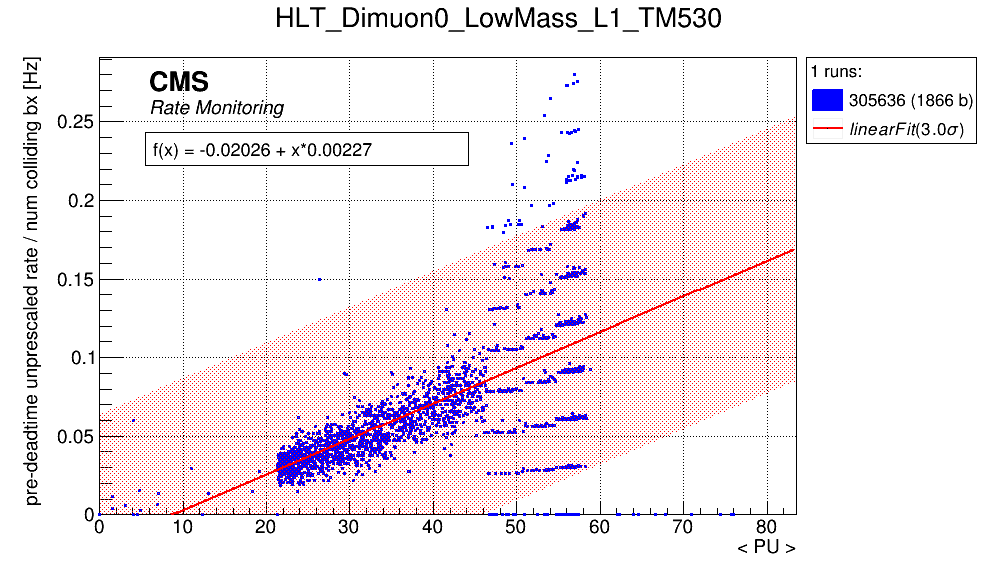 HLT_Dimuon0_LowMass_L1_TM530
CMS
Rate Monitoring
f(x) = -0.02026 + x*0.00227
1 runs:
305636 (1866 b)
linearFit(3.0σ)
pre-deadtime unprescaled rate / num colliding bx [Hz]
0.25
0.2
0.15
0.1
0.05
0
0 10 20 30 40 50 60 70 80
< PU >